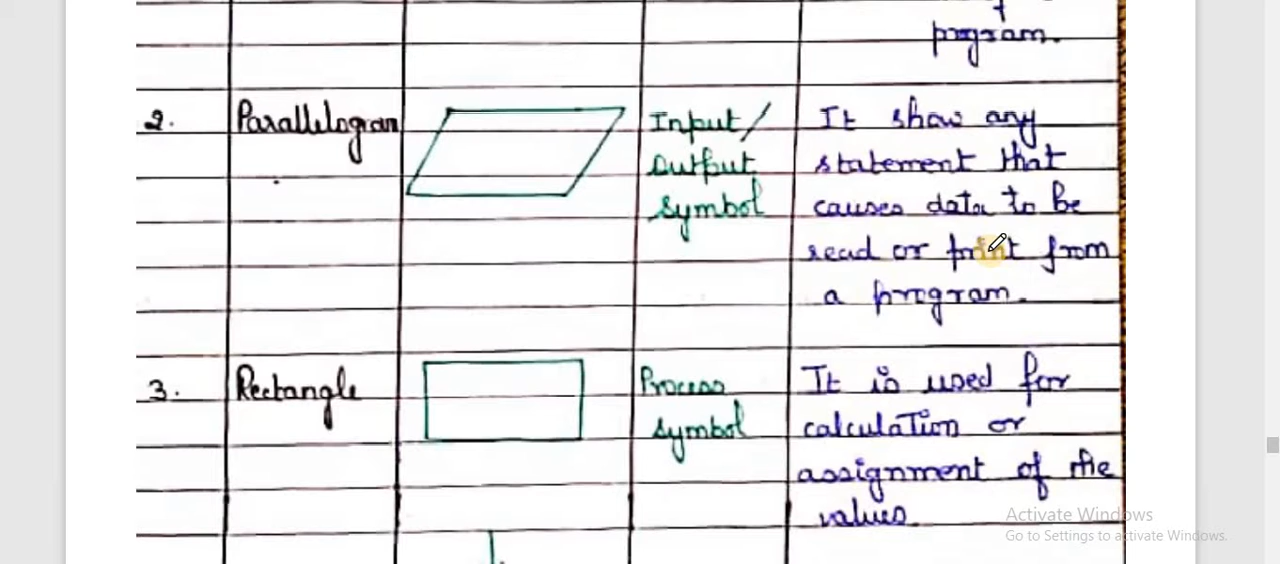 program.
2. Parallelogram Input/ It show any
output statement that
symbol causes data to be
read or print from
a program.
3. Rectangle Process It is used for
symbol calculation or
assignment of the
values.
Activate Windows
Go to Settings to activate Windows.